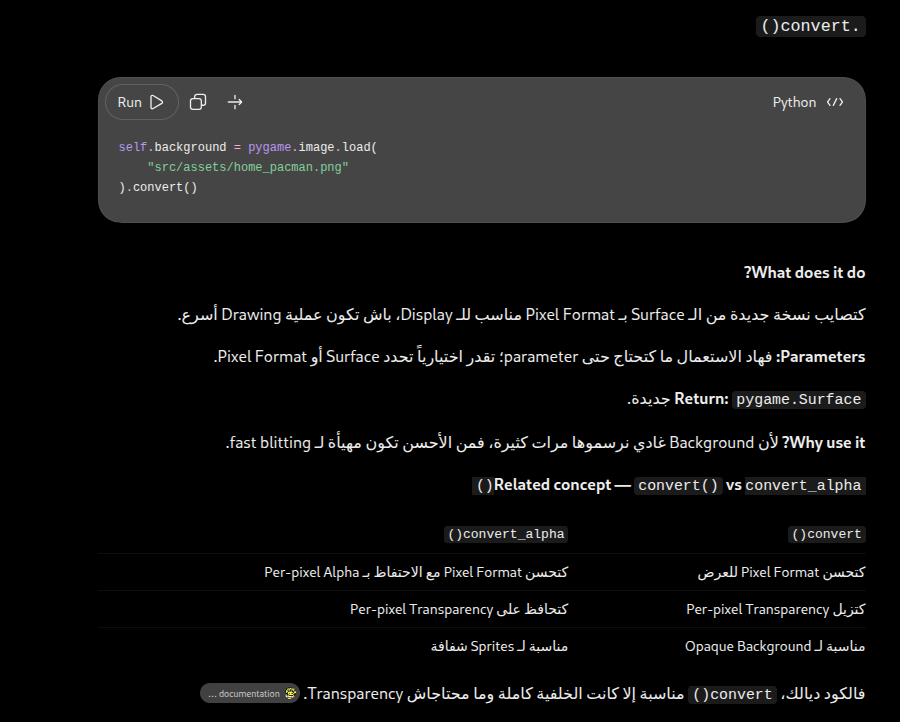 .convert()
Run
Python
self.background = pygame.image.load(
"src/assets/home_pacman.png"
).convert()
What does it do?
كتصايب نسخة جديدة من الـ Surface بـ Pixel Format مناسب للـ Display، باش تكون عملية Drawing أسرع.
Parameters: فهاد الاستعمال ما كتحتاج حتى parameter؛ تقدر اختيارياً تحدد Surface أو Pixel Format.
Return: pygame.Surface جديدة.
Why use it? لأن Background غادي نرسموها مرات كثيرة، فمن الأحسن تكون مهيأة لـ fast blitting.
Related concept — convert() vs convert_alpha()
convert() convert_alpha()
كتحسن Pixel Format للعرض كتحسن Pixel Format مع الاحتفاظ بـ Per-pixel Alpha
كتزيل Per-pixel Transparency كتحافظ على Per-pixel Transparency
مناسبة لـ Opaque Background مناسبة لـ Sprites شفافة
فالكود ديالك، convert() مناسبة إلا كانت الخلفية كاملة وما محتاجاش Transparency. documentation ...